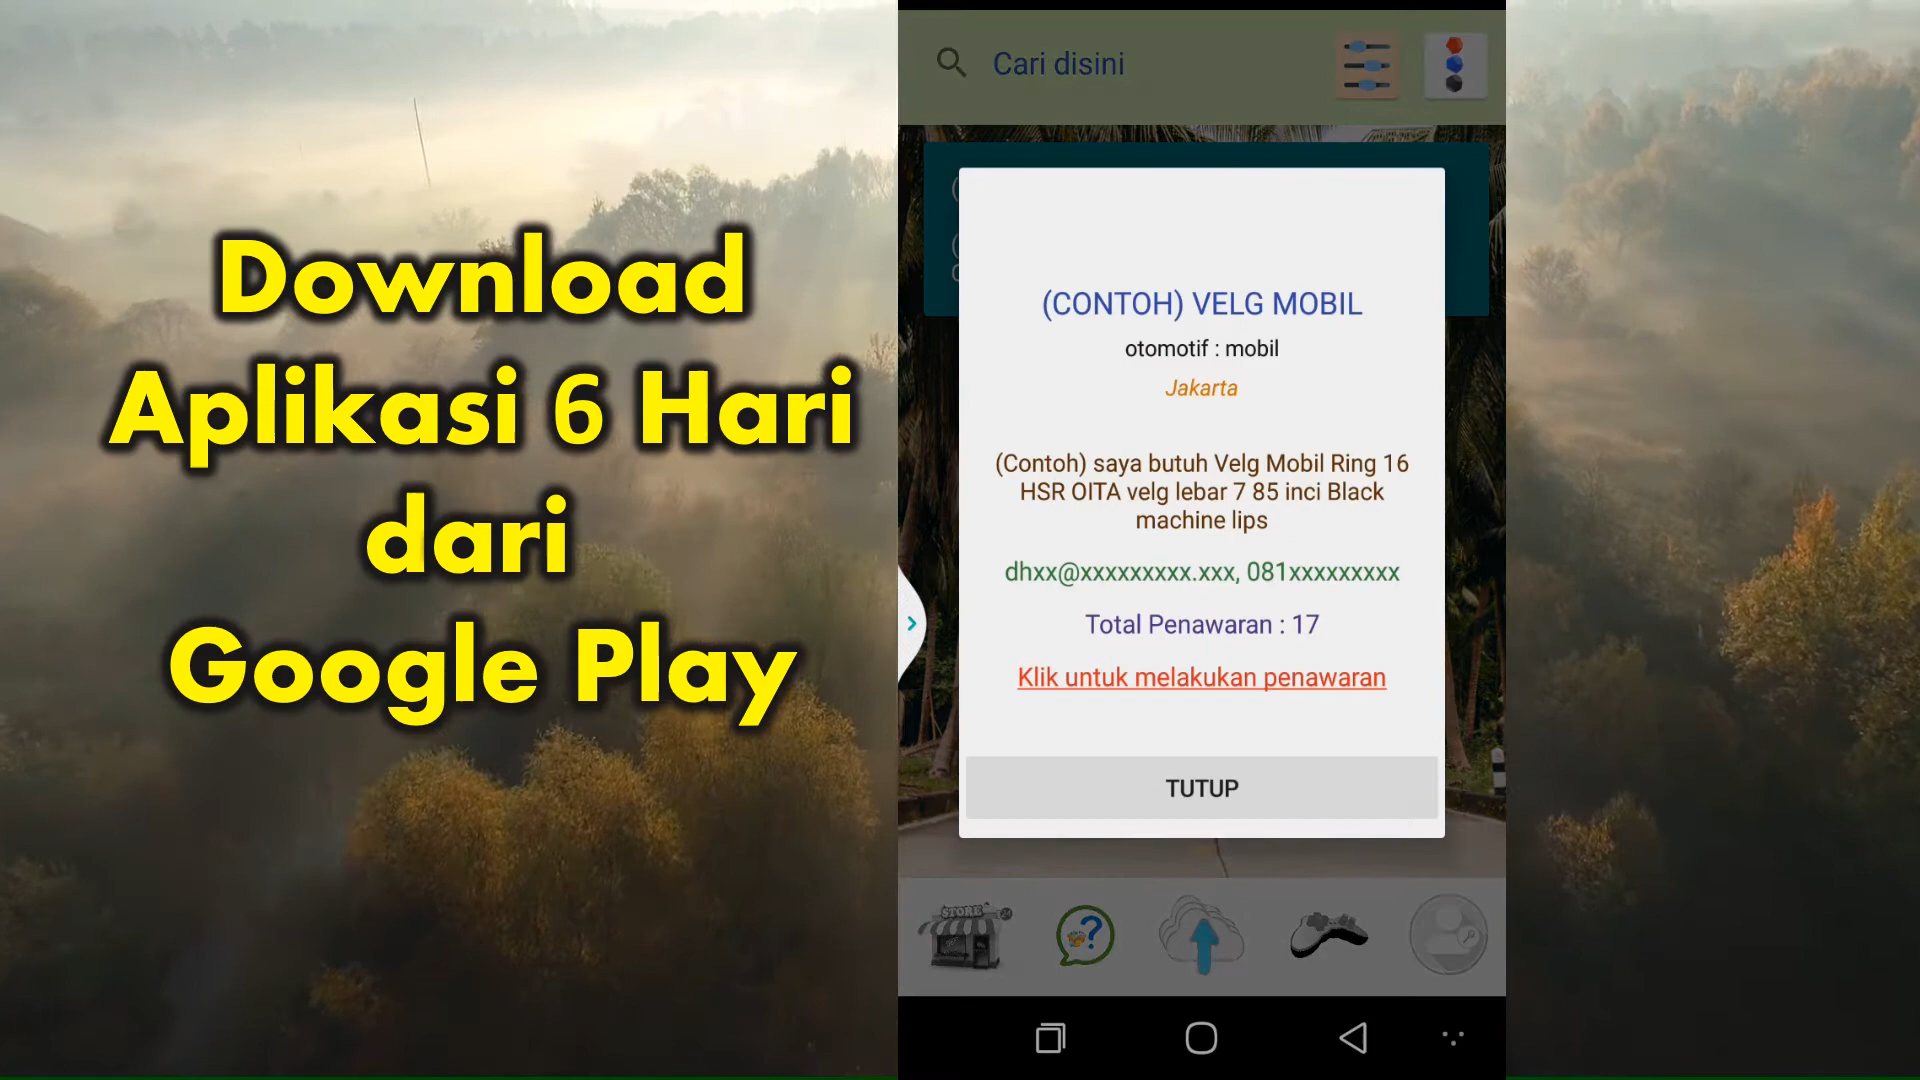 Download
Aplikasi 6 Hari
dari
Google Play
Cari disini
(CONTOH) VELG MOBIL
otomotif : mobil
Jakarta
(Contoh) saya butuh Velg Mobil Ring 16
HSR OITA velg lebar 7 85 inci Black
machine lips
dhxx@xxxxxxxxx.xxx, 081xxxxxxxxx
Total Penawaran : 17
Klik untuk melakukan penawaran
TUTUP
STORE